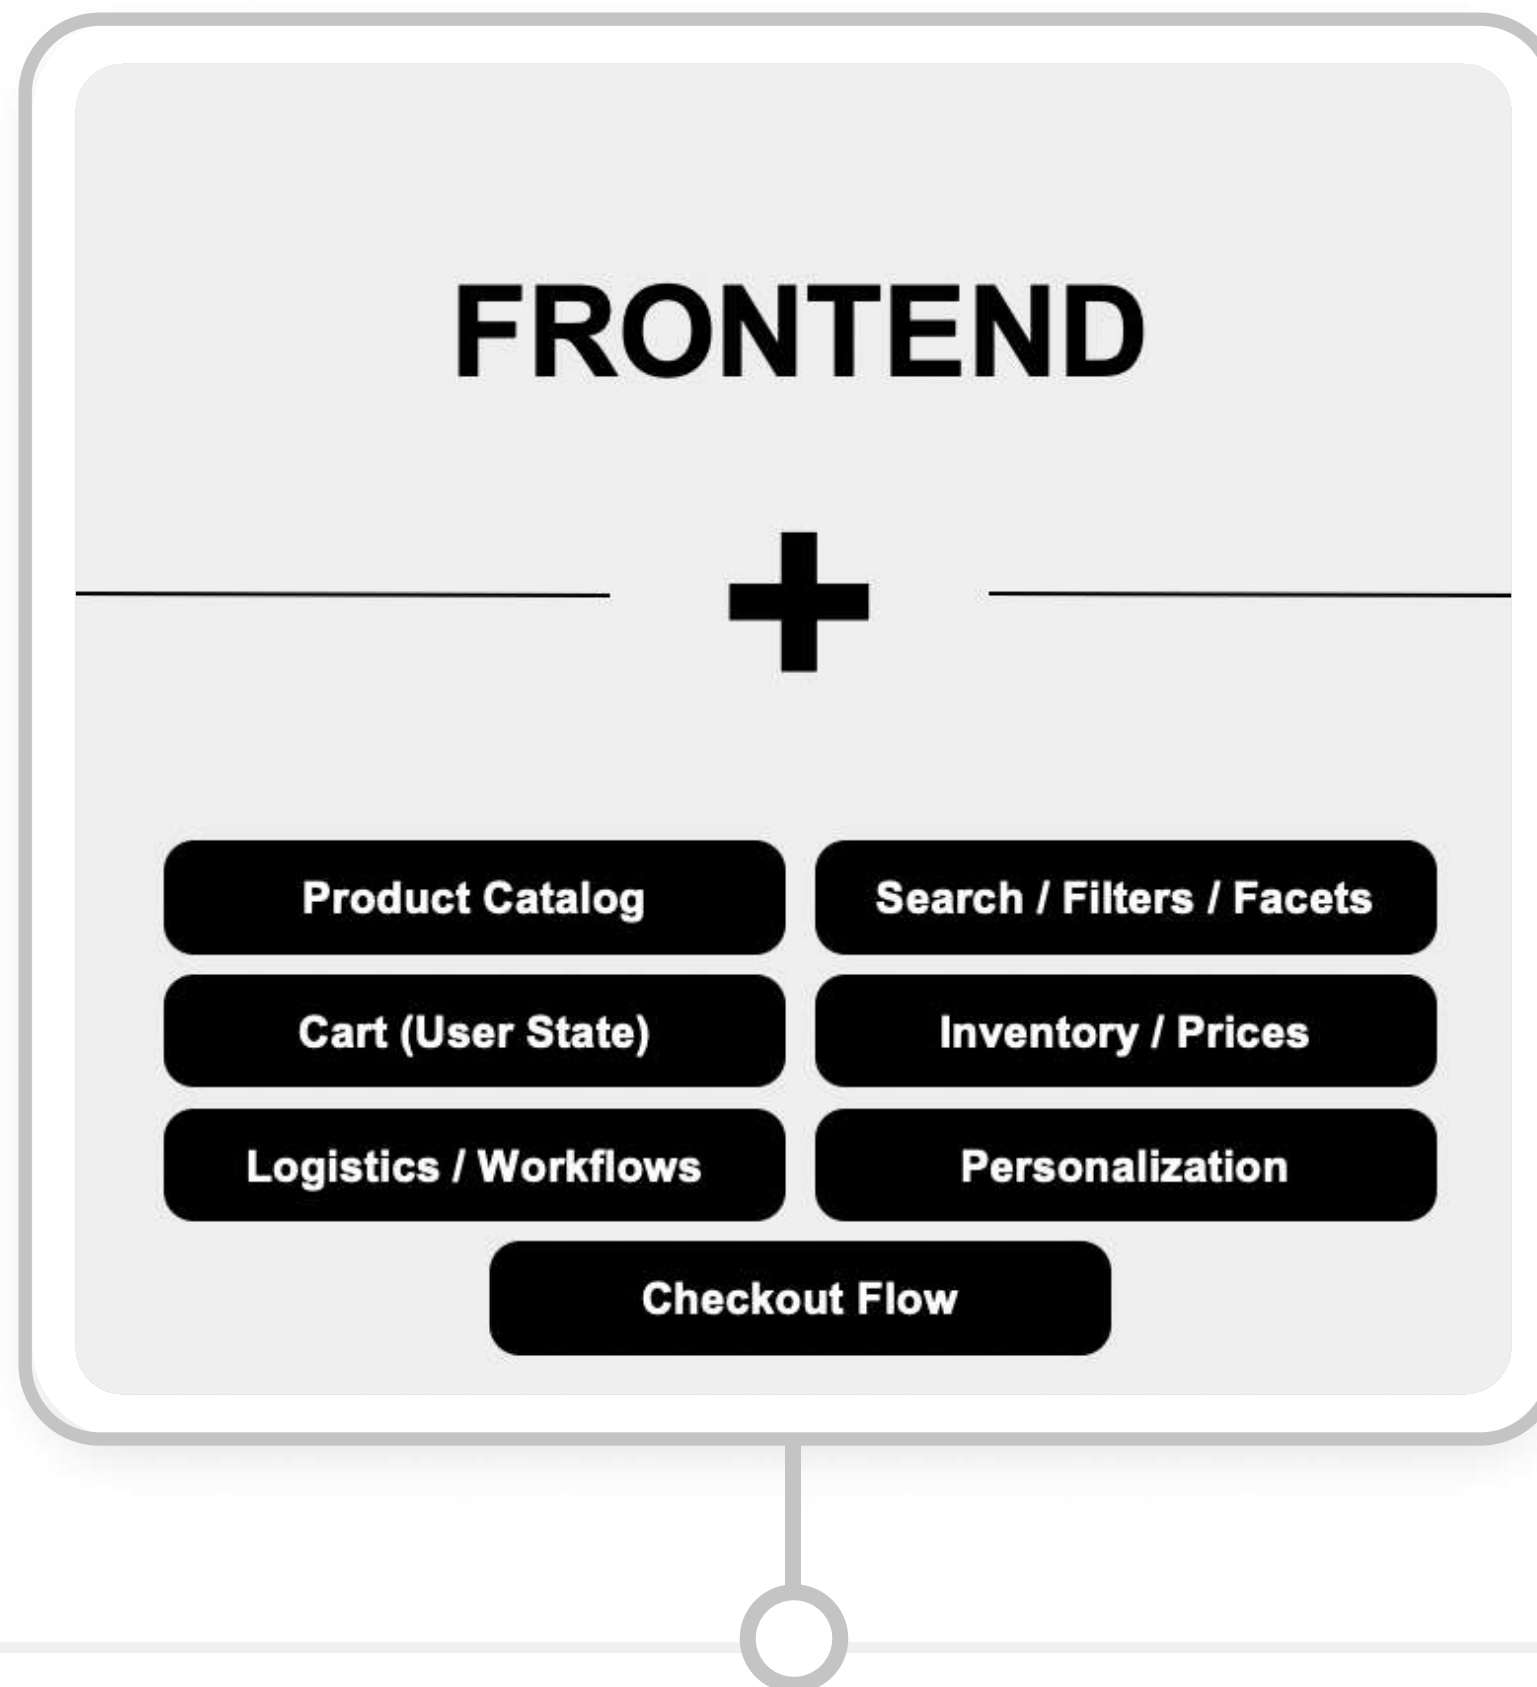 FRONTEND
+
Product Catalog
Search / Filters / Facets
Cart (User State)
Inventory / Prices
Logistics / Workflows
Personalization
Checkout Flow